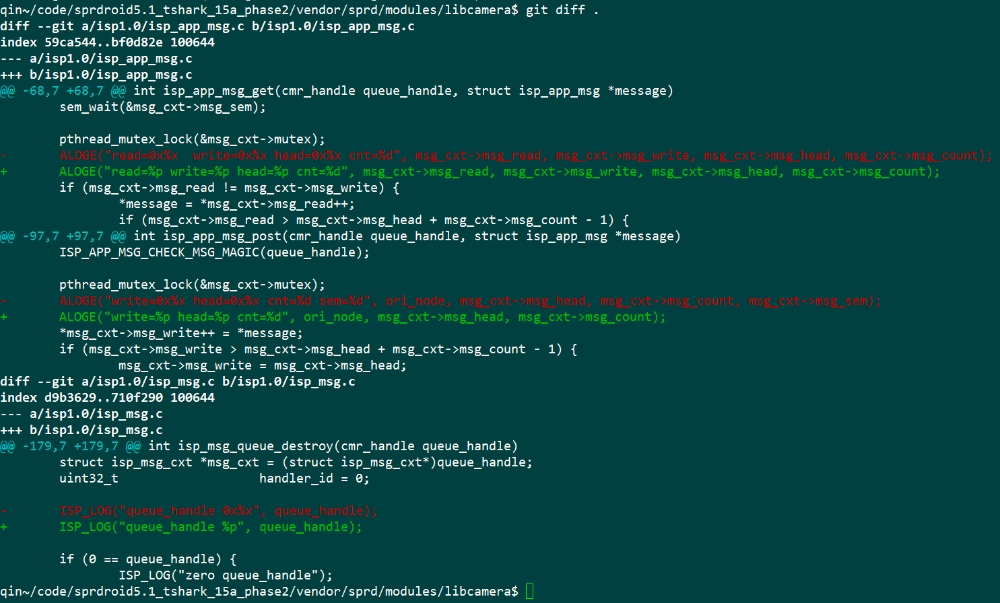 qin~/code/sprdroid5.1_tshark_15a_phase2/vendor/sprd/modules/libcamera$ git diff .
diff --git a/isp1.0/isp_app_msg.c b/isp1.0/isp_app_msg.c
index 59ca544..bf0d82e 100644
--- a/isp1.0/isp_app_msg.c
+++ b/isp1.0/isp_app_msg.c
@@ -68,7 +68,7 @@ int isp_app_msg_get(cmr_handle queue_handle, struct isp_app_msg *message)
        sem_wait(&msg_cxt->msg_sem);

        pthread_mutex_lock(&msg_cxt->mutex);
-       ALOGE("read=0x%x  write=0x%x head=0x%x cnt=%d", msg_cxt->msg_read, msg_cxt->msg_write, msg_cxt->msg_head, msg_cxt->msg_count);
+       ALOGE("read=%p write=%p head=%p cnt=%d", msg_cxt->msg_read, msg_cxt->msg_write, msg_cxt->msg_head, msg_cxt->msg_count);
        if (msg_cxt->msg_read != msg_cxt->msg_write) {
                *message = *msg_cxt->msg_read++;
                if (msg_cxt->msg_read > msg_cxt->msg_head + msg_cxt->msg_count - 1) {
@@ -97,7 +97,7 @@ int isp_app_msg_post(cmr_handle queue_handle, struct isp_app_msg *message)
        ISP_APP_MSG_CHECK_MSG_MAGIC(queue_handle);

        pthread_mutex_lock(&msg_cxt->mutex);
-       ALOGE("write=0x%x head=0x%x cnt=%d sem=%d", ori_node, msg_cxt->msg_head, msg_cxt->msg_count, msg_cxt->msg_sem);
+       ALOGE("write=%p head=%p cnt=%d", ori_node, msg_cxt->msg_head, msg_cxt->msg_count);
        *msg_cxt->msg_write++ = *message;
        if (msg_cxt->msg_write > msg_cxt->msg_head + msg_cxt->msg_count - 1) {
                msg_cxt->msg_write = msg_cxt->msg_head;
diff --git a/isp1.0/isp_msg.c b/isp1.0/isp_msg.c
index d9b3629..710f290 100644
--- a/isp1.0/isp_msg.c
+++ b/isp1.0/isp_msg.c
@@ -179,7 +179,7 @@ int isp_msg_queue_destroy(cmr_handle queue_handle)
        struct isp_msg_cxt *msg_cxt = (struct isp_msg_cxt*)queue_handle;
        uint32_t                   handler_id = 0;

-       ISP_LOG("queue_handle 0x%x", queue_handle);
+       ISP_LOG("queue_handle %p", queue_handle);

        if (0 == queue_handle) {
                ISP_LOG("zero queue_handle");
qin~/code/sprdroid5.1_tshark_15a_phase2/vendor/sprd/modules/libcamera$